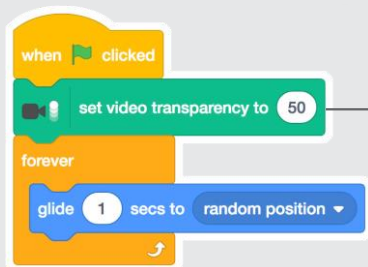 when clicked
set video transparency to 50
forever
glide 1 secs to random position